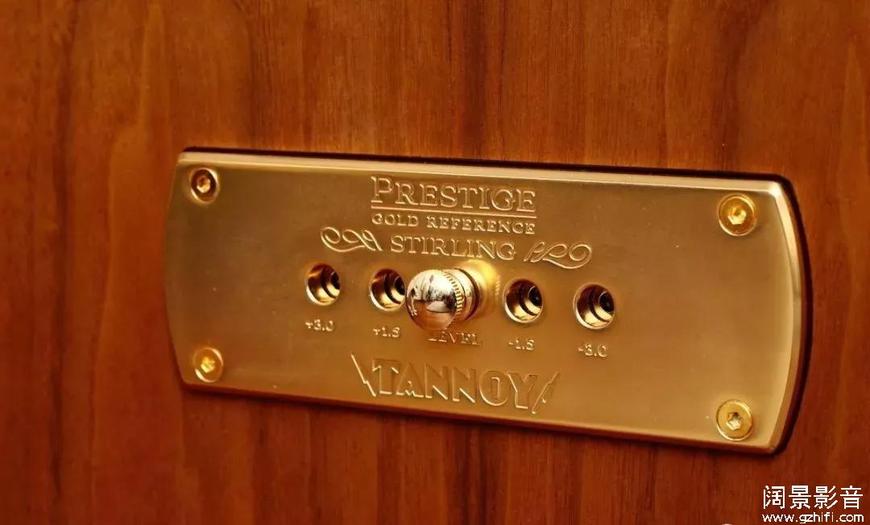 PRESTIGE
GOLD REFERENCE
STIRLING
+3.0 +1.5 LEVEL -1.5 -3.0
TANNOY
阔景影音
www.gzhifi.com